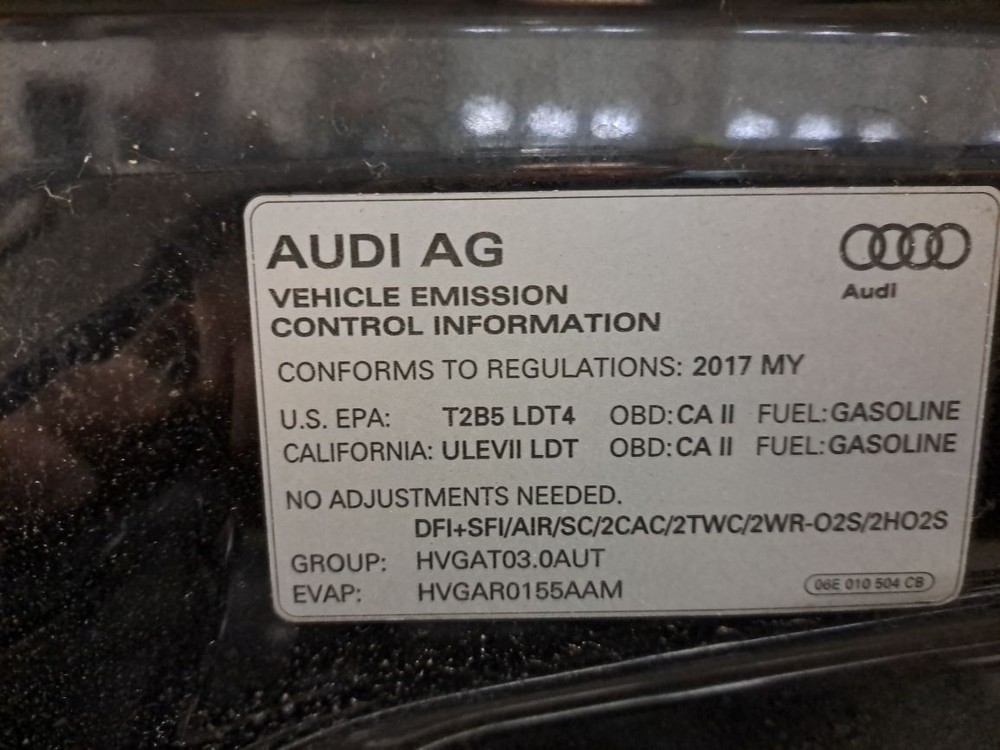 AUDI AG
Audi
VEHICLE EMISSION
CONTROL INFORMATION
CONFORMS TO REGULATIONS: 2017 MY
U.S. EPA: T2B5 LDT4 OBD: CA II FUEL: GASOLINE
CALIFORNIA: ULEVII LDT OBD: CA II FUEL: GASOLINE
NO ADJUSTMENTS NEEDED.
DFI+SFI/AIR/SC/2CAC/2TWC/2WR-O2S/2HO2S
GROUP: HVGAT03.0AUT
EVAP: HVGAR0155AAM
06E 010 504 CB